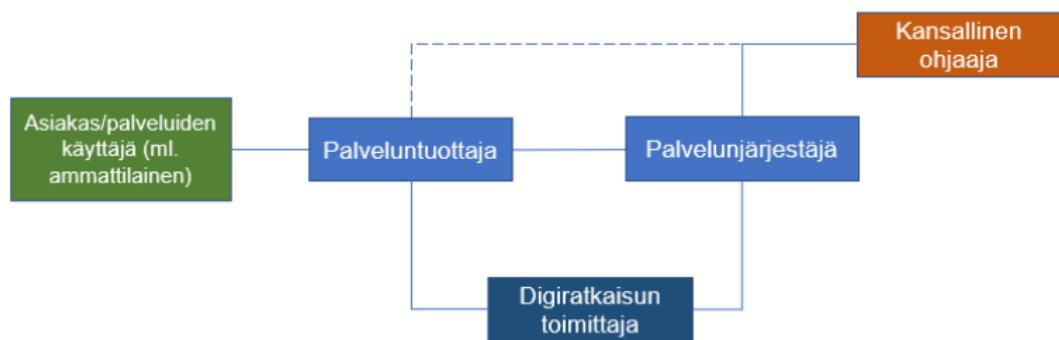 Kansallinen
ohjaaja
Asiakas/palveluiden
käyttäjä (ml.
ammattilainen)
Palveluntuottaja
Palvelunjärjestäjä
Digiratkaisun
toimittaja